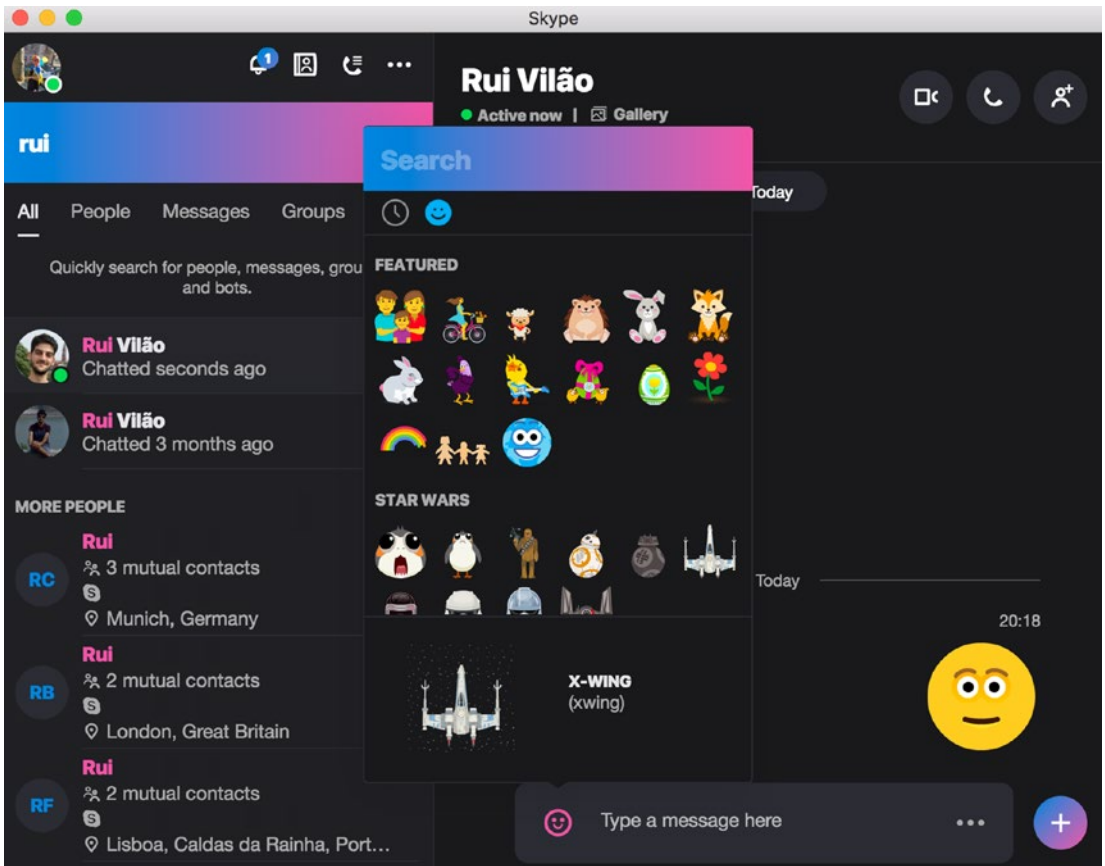 Skype
1
rui
All People Messages Groups
Quickly search for people, messages, grou
and bots.
Rui Vilão
Chatted seconds ago
Rui Vilão
Chatted 3 months ago
MORE PEOPLE
RC
Rui
3 mutual contacts
S
Munich, Germany
RB
Rui
2 mutual contacts
S
London, Great Britain
RF
Rui
2 mutual contacts
S
Lisboa, Caldas da Rainha, Port...
Rui Vilão
Active now | Gallery
Search
FEATURED
STAR WARS
X-WING
(xwing)
Today
Today
20:18
Type a message here